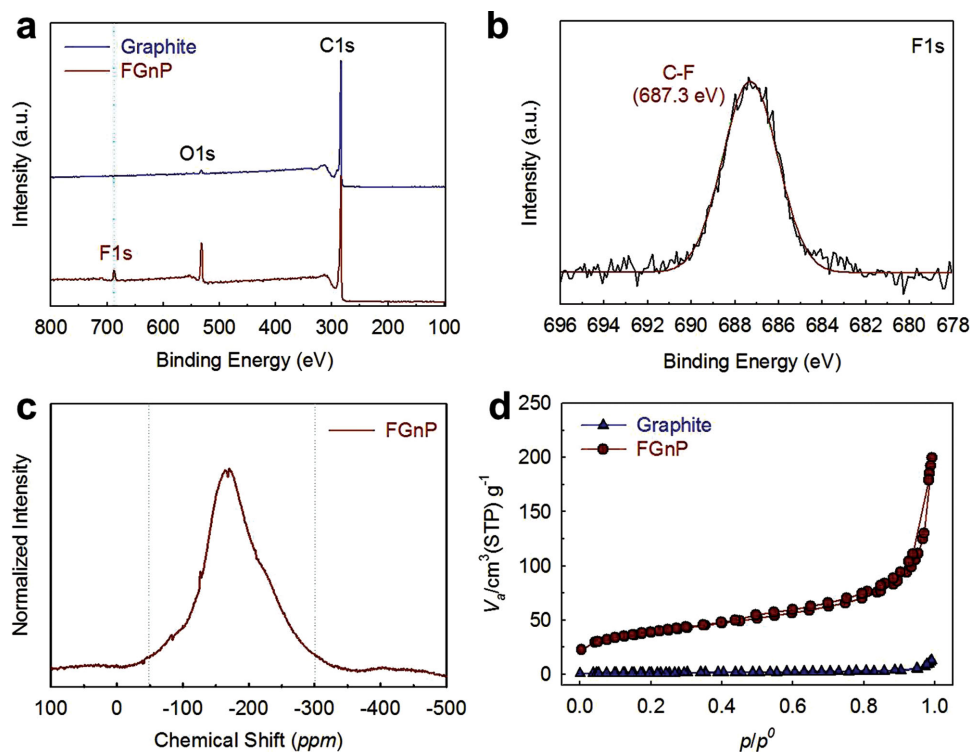 a
Graphite
FGnP
C1s
O1s
F1s
Intensity (a.u.)
800 700 600 500 400 300 200 100
Binding Energy (eV)
b
F1s
C-F
(687.3 eV)
Intensity (a.u.)
696 694 692 690 688 686 684 682 680 678
Binding Energy (eV)
c
FGnP
Normalized Intensity
100 0 -100 -200 -300 -400 -500
Chemical Shift (ppm)
d
Graphite
FGnP
Va/cm³(STP) g⁻¹
250
200
150
100
50
0
0.0 0.2 0.4 0.6 0.8 1.0
p/p⁰